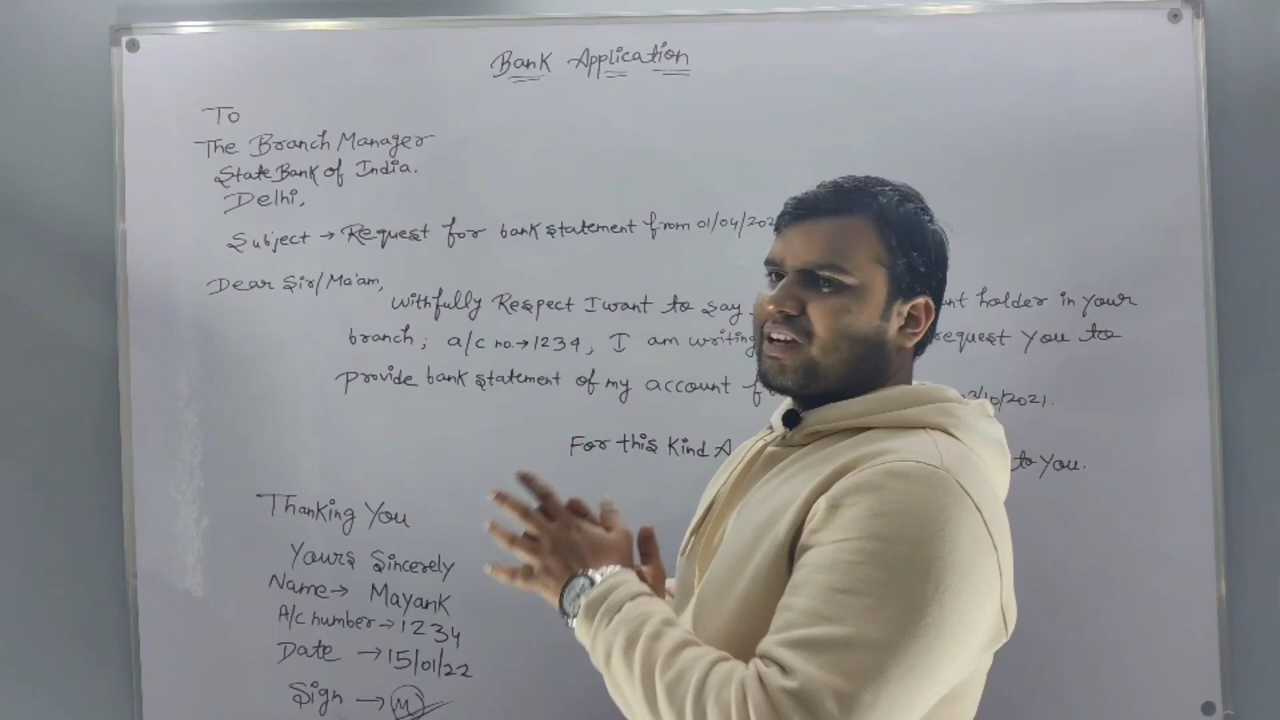 Bank Application
To
The Branch Manager
State Bank of India.
Delhi,
Subject → Request for bank statement from 01/04/202
Dear Sir/Ma'am,
Withfully Respect I want to say holder in your
branch; a/c no.→1234, I am writing request You to
provide bank statement of my account 3/10/2021.
For this Kind A to You.
Thanking You
Yours Sincerely
Name→ Mayank
A/c number→1234
Date →15/01/22
Sign → M